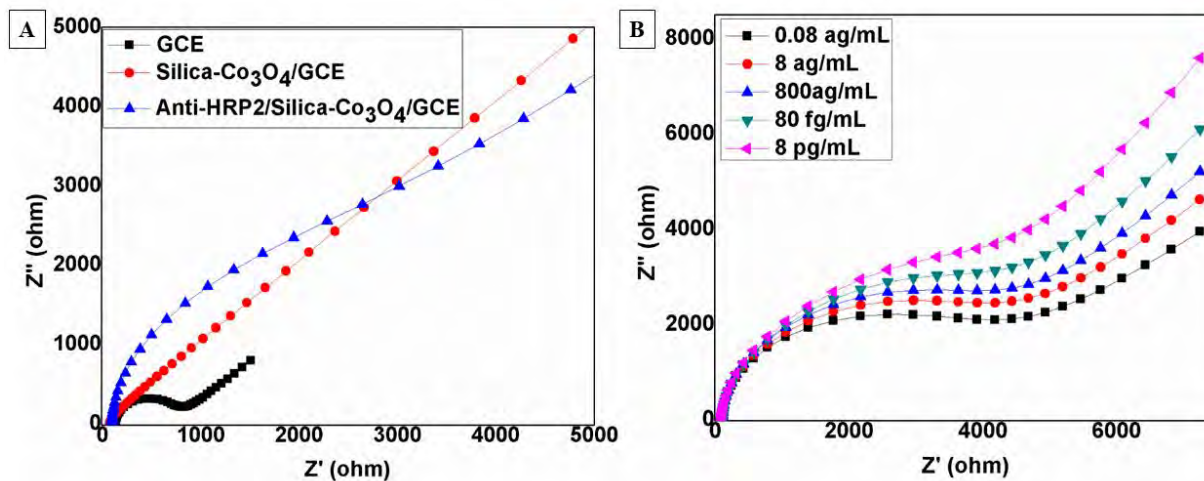 A
5000
4000
3000
2000
1000
0
GCE
Silica-Co3O4/GCE
Anti-HRP2/Silica-Co3O4/GCE
Z'' (ohm)
0 1000 2000 3000 4000 5000
Z' (ohm)
B
8000
6000
4000
2000
0
0.08 ag/mL
8 ag/mL
800ag/mL
80 fg/mL
8 pg/mL
Z'' (ohm)
0 2000 4000 6000
Z' (ohm)